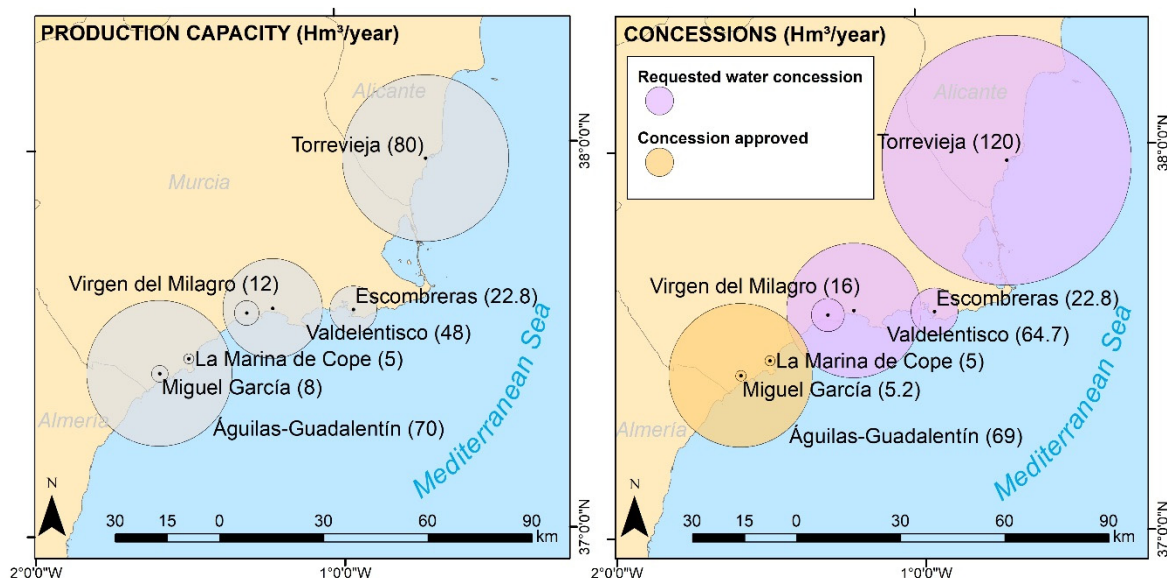 PRODUCTION CAPACITY (Hm³/year)
Alicante
Torrevieja (80)
Murcia
Virgen del Milagro (12)
Escombreras (22.8)
Valdelentisco (48)
La Marina de Cope (5)
Miguel García (8)
Almería
Águilas-Guadalentín (70)
Mediterranean Sea
N
30 15 0 30 60 90
km
38°0'0"N
37°0'0"N
2°0'0"W 1°0'0"W
CONCESSIONS (Hm³/year)
Requested water concession
Concession approved
Alicante
Torrevieja (120)
Virgen del Milagro (16)
Escombreras (22.8)
Valdelentisco (64.7)
La Marina de Cope (5)
Miguel García (5.2)
Almería
Águilas-Guadalentín (69)
Mediterranean Sea
N
30 15 0 30 60 90
km
38°0'0"N
37°0'0"N
2°0'0"W 1°0'0"W